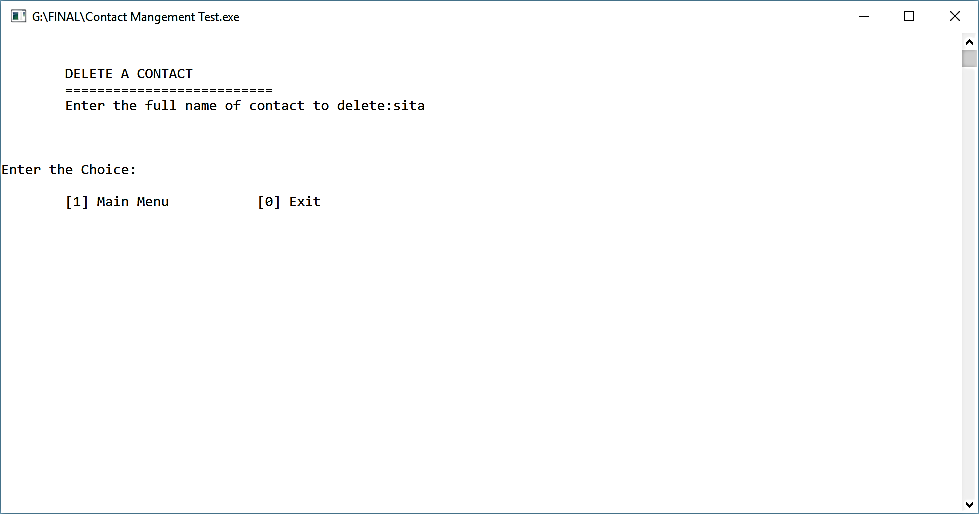 G:\FINAL\Contact Mangement Test.exe
DELETE A CONTACT
==========================
Enter the full name of contact to delete:sita
Enter the Choice:
[1] Main Menu [0] Exit